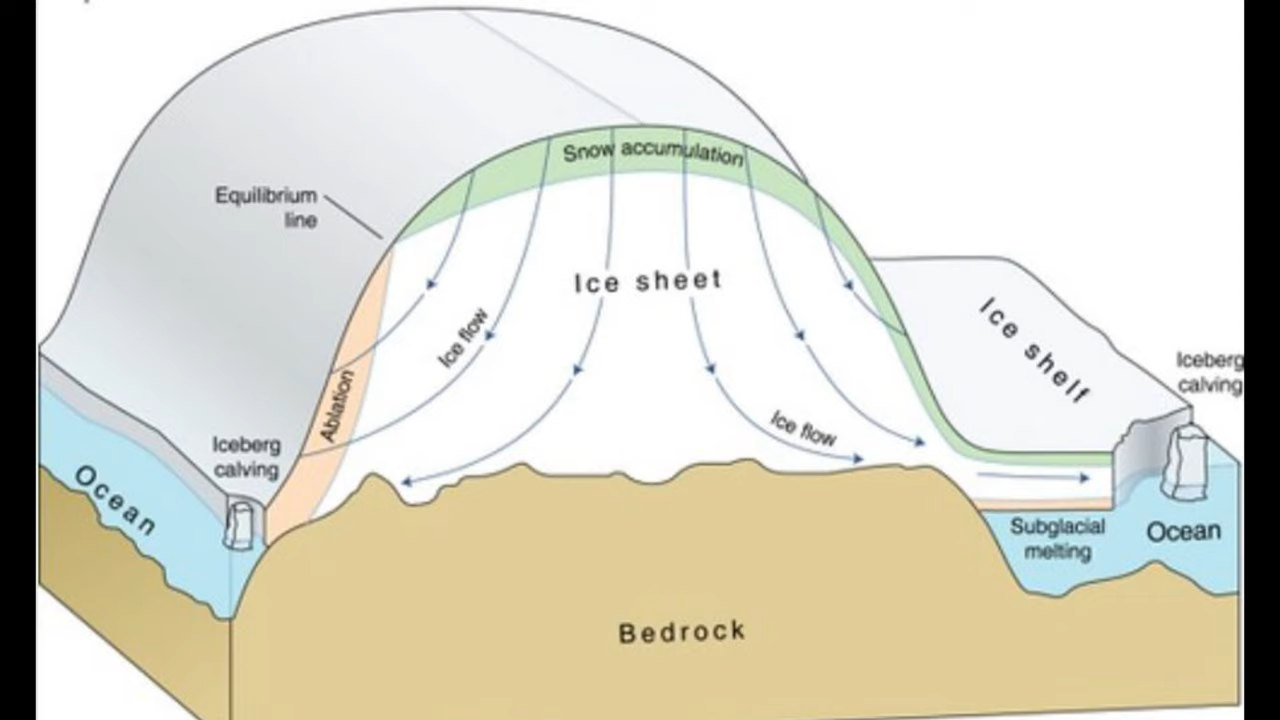 Snow accumulation
Equilibrium
line
Ice sheet
Ice flow
Ice shelf
Iceberg
calving
Ablation
Ice flow
Iceberg
calving
Ocean
Subglacial
melting
Ocean
Bedrock